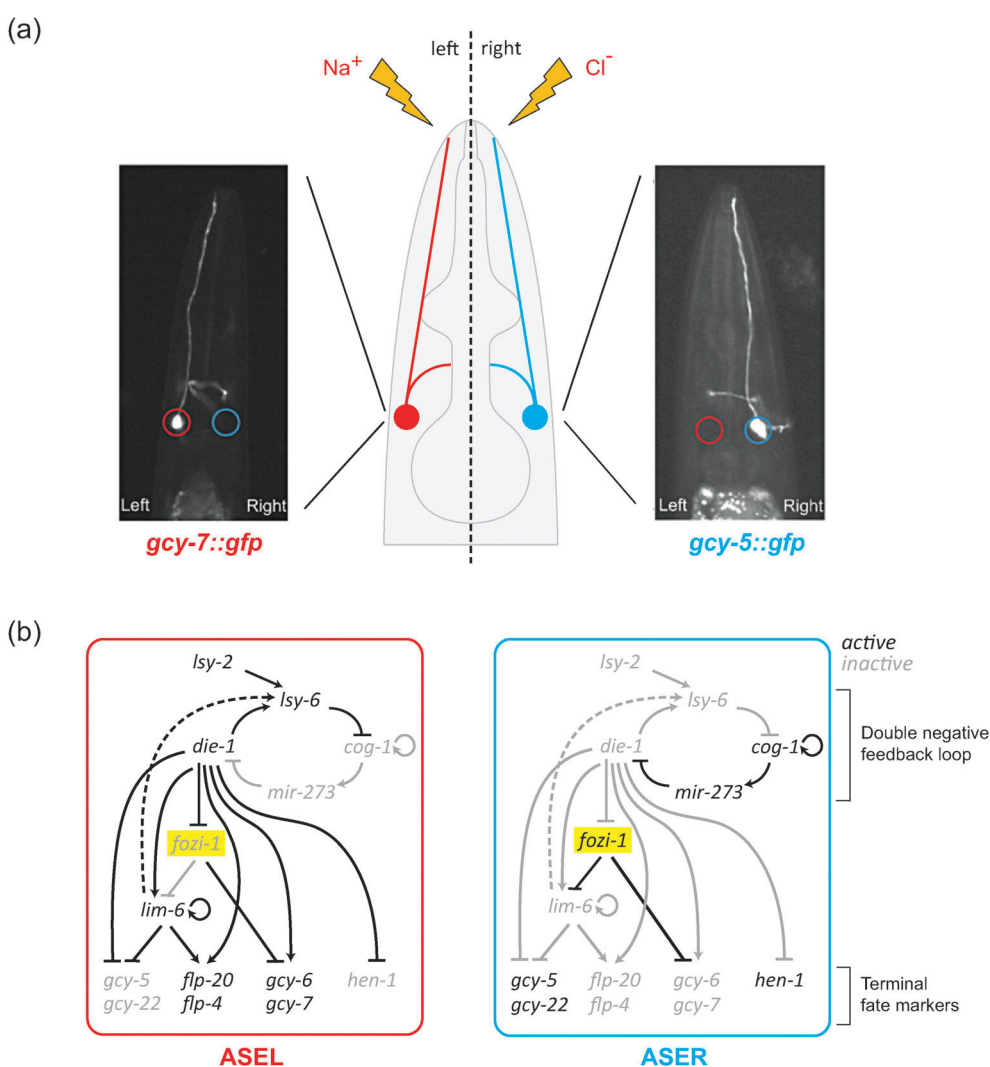 (a)
left right
Na+
Cl-
Left Right
Left Right
gcy-7::gfp
gcy-5::gfp
(b)
lsy-2
lsy-6
die-1
cog-1
mir-273
fozi-1
lim-6
gcy-5 flp-20 gcy-6 hen-1
gcy-22 flp-4 gcy-7
ASEL
lsy-2
lsy-6
die-1
cog-1
mir-273
fozi-1
lim-6
gcy-5 flp-20 gcy-6 hen-1
gcy-22 flp-4 gcy-7
ASER
active
inactive
Double negative
feedback loop
Terminal
fate markers